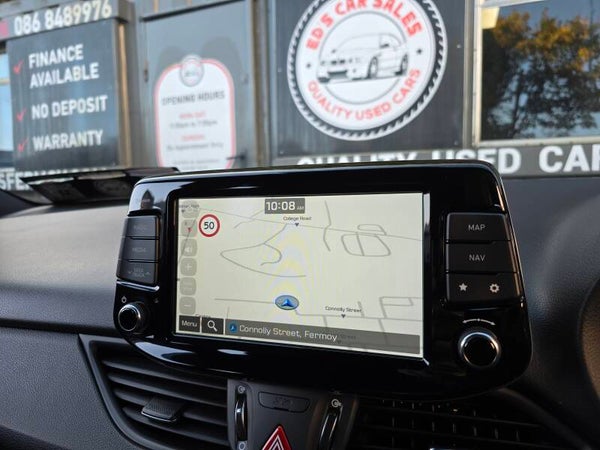 086 8489976
FINANCE
AVAILABLE
NO DEPOSIT
WARRANTY
OPENING HOURS
ED'S CAR SALES
QUALITY USED CARS
QUALITY USED CAR
10:08
College Road
50
MAP
NAV
MEDIA
Connolly Street
Menu
Connolly Street, Fermoy